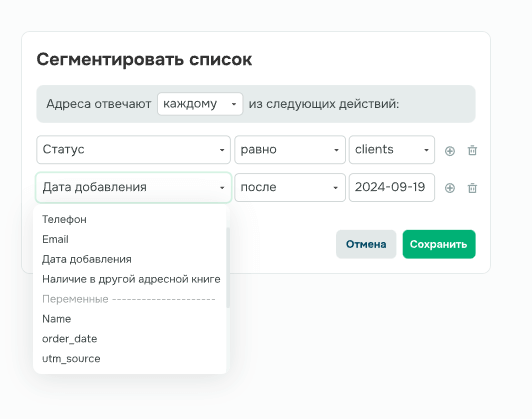 Сегментировать список
Адреса отвечают каждому из следующих действий:
Статус равно clients
Дата добавления после 2024-09-19
Телефон
Email
Дата добавления
Наличие в другой адресной книге
Переменные ---------------------
Name
order_date
utm_source
Отмена Сохранить